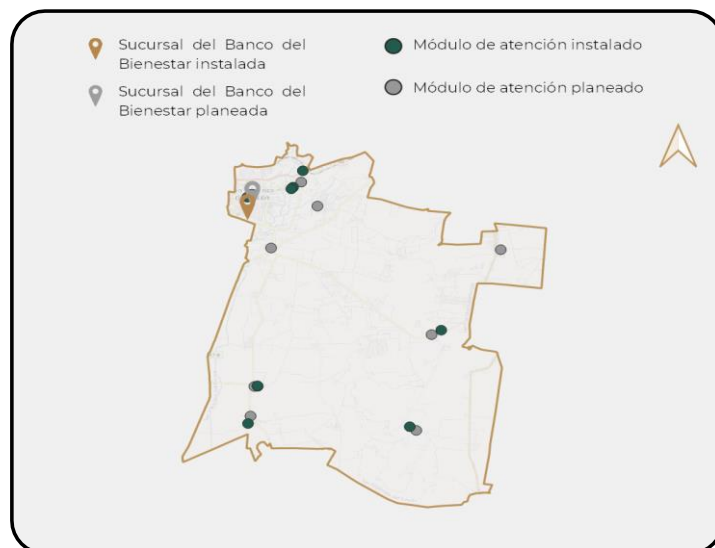 Sucursal del Banco del
Bienestar instalada
Sucursal del Banco del
Bienestar planeada
Módulo de atención instalado
Módulo de atención planeado